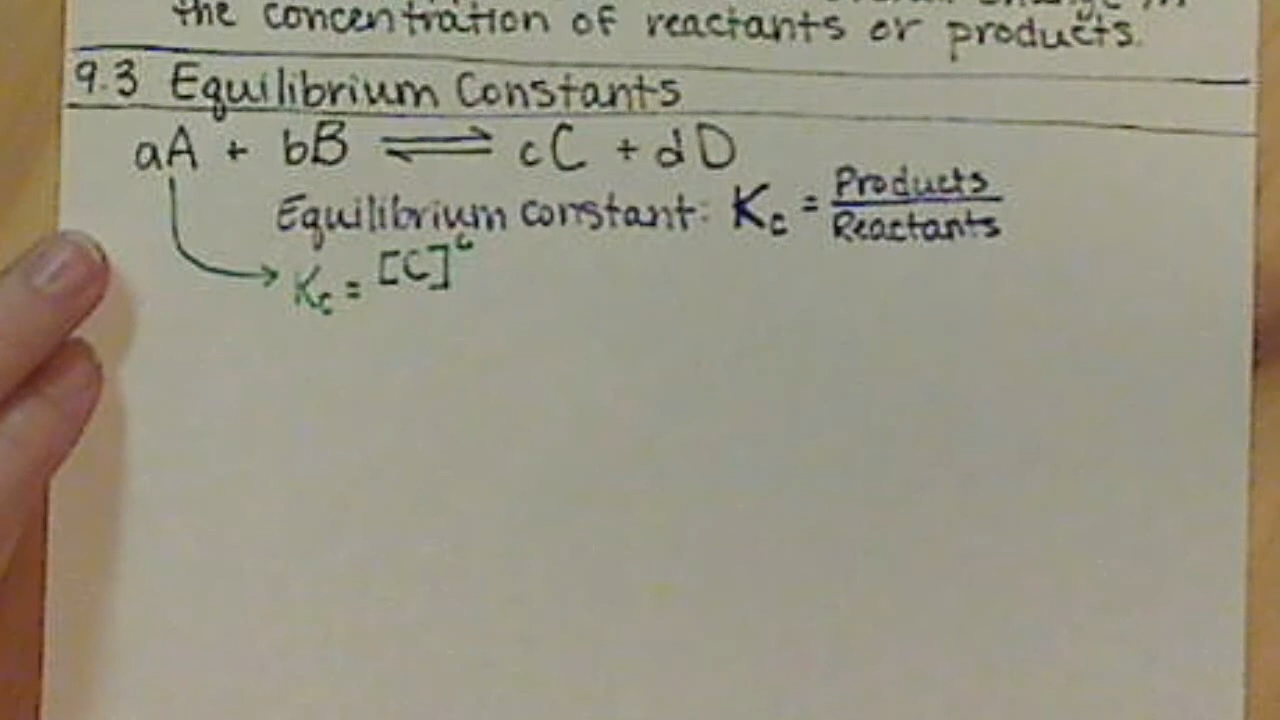 the concentration of reactants or products.
9.3 Equilibrium Constants
aA + bB ⇌ cC + dD
Equilibrium constant: Kc = Products / Reactants
Kc = [C]^c